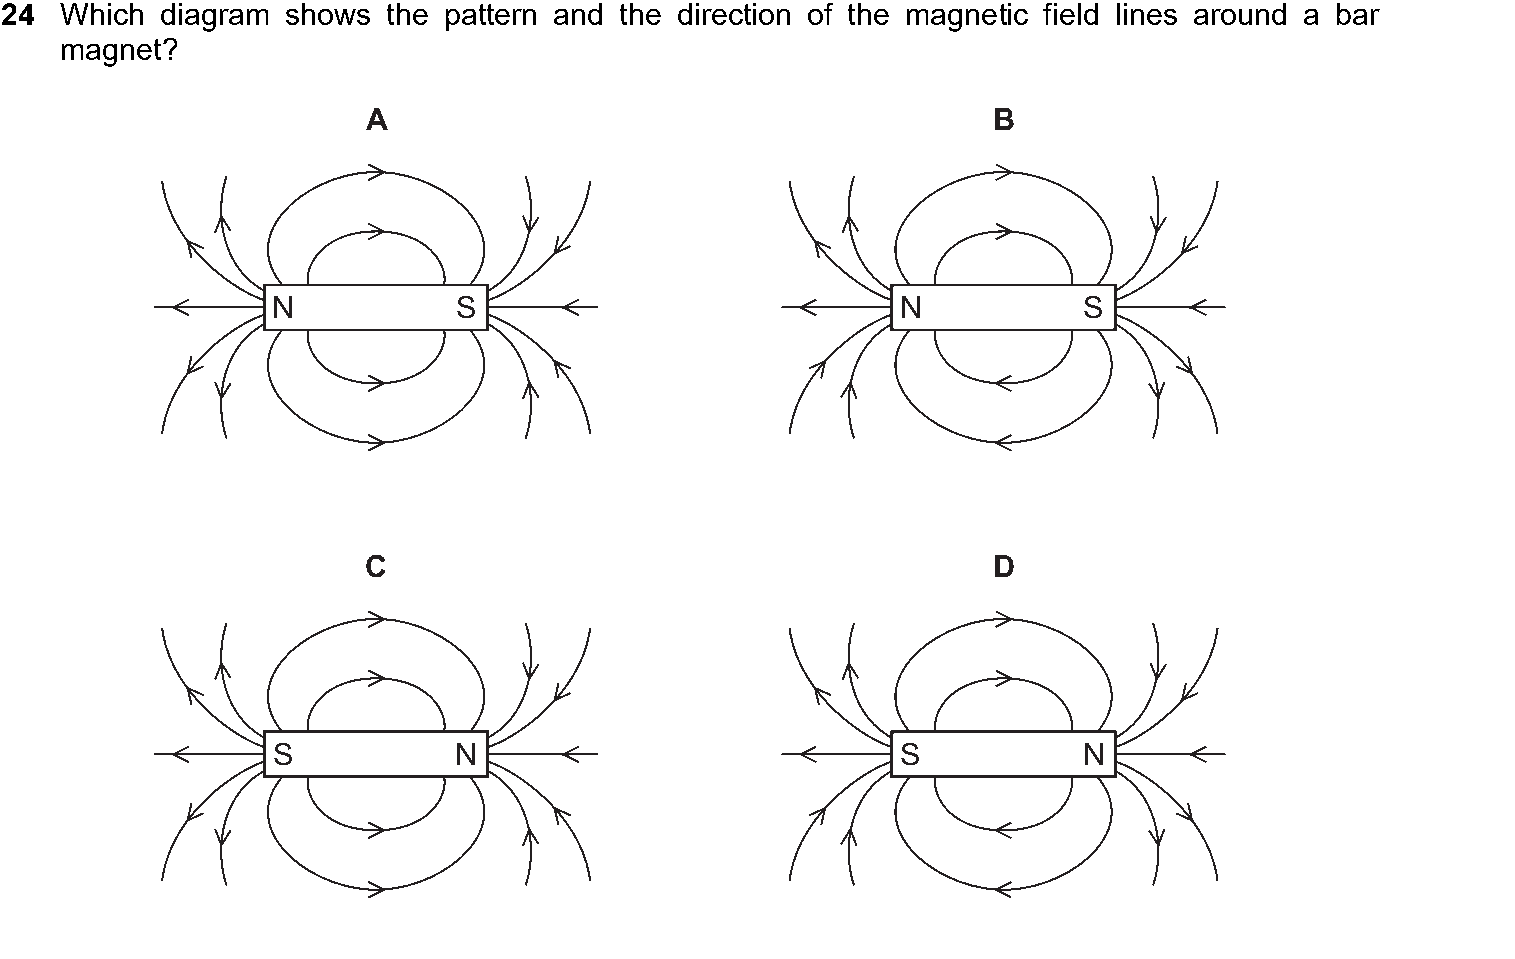 24 Which diagram shows the pattern and the direction of the magnetic field lines around a bar
magnet?
A
B
N S
N S
C
D
S N
S N